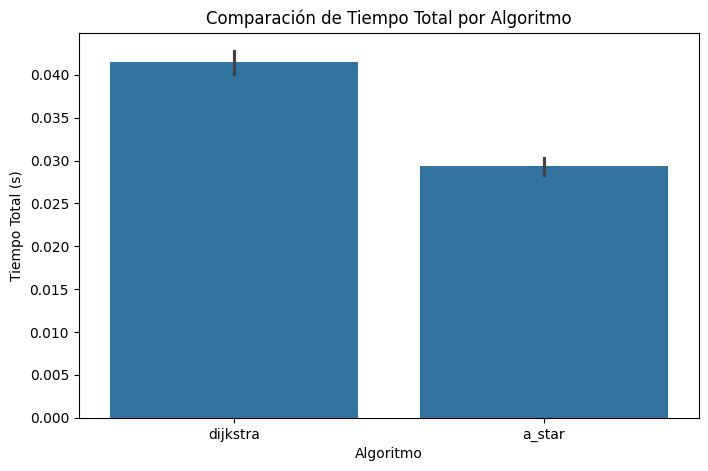 Comparación de Tiempo Total por Algoritmo
Tiempo Total (s)
0.040
0.035
0.030
0.025
0.020
0.015
0.010
0.005
0.000
dijkstra
a_star
Algoritmo